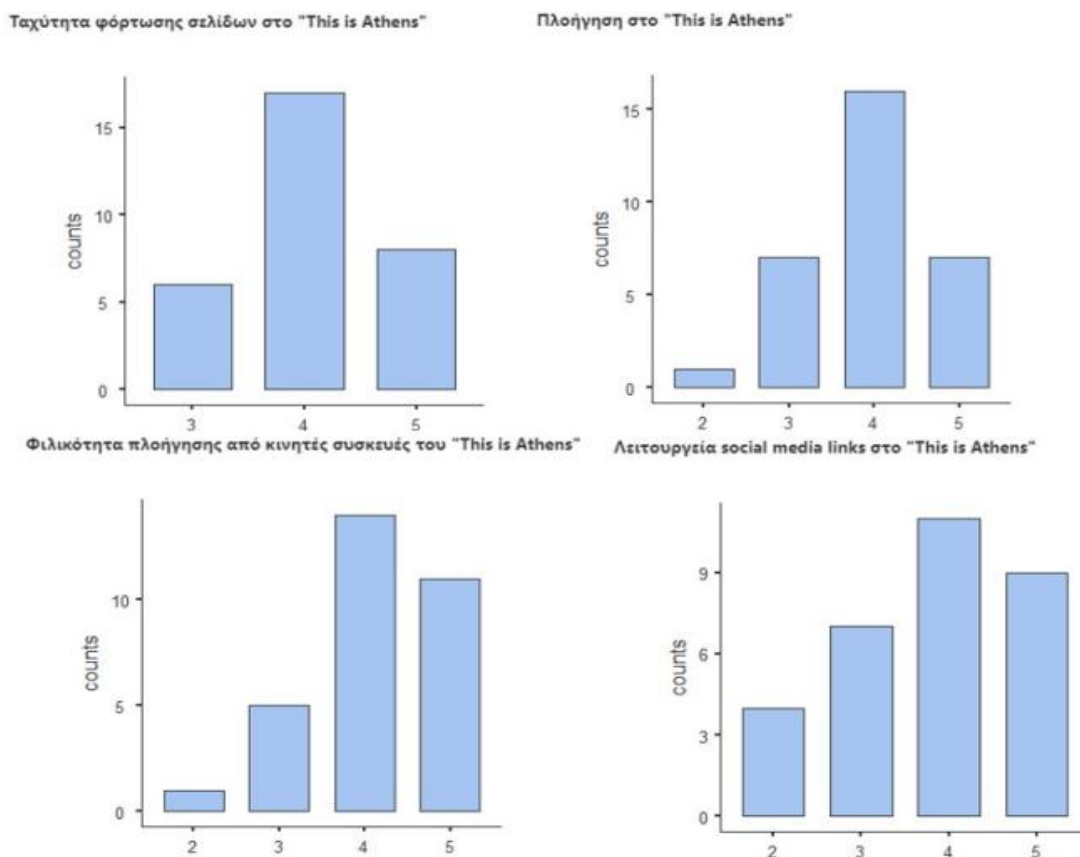 Ταχύτητα φόρτωσης σελίδων στο "This is Athens"
15
10
5
0
counts
3 4 5
Πλοήγηση στο "This is Athens"
15
10
5
0
counts
2 3 4 5
Φιλικότητα πλοήγησης από κινητές συσκευές του "This is Athens"
10
5
0
counts
2 3 4 5
Λειτουργεία social media links στο "This is Athens"
9
6
3
0
counts
2 3 4 5